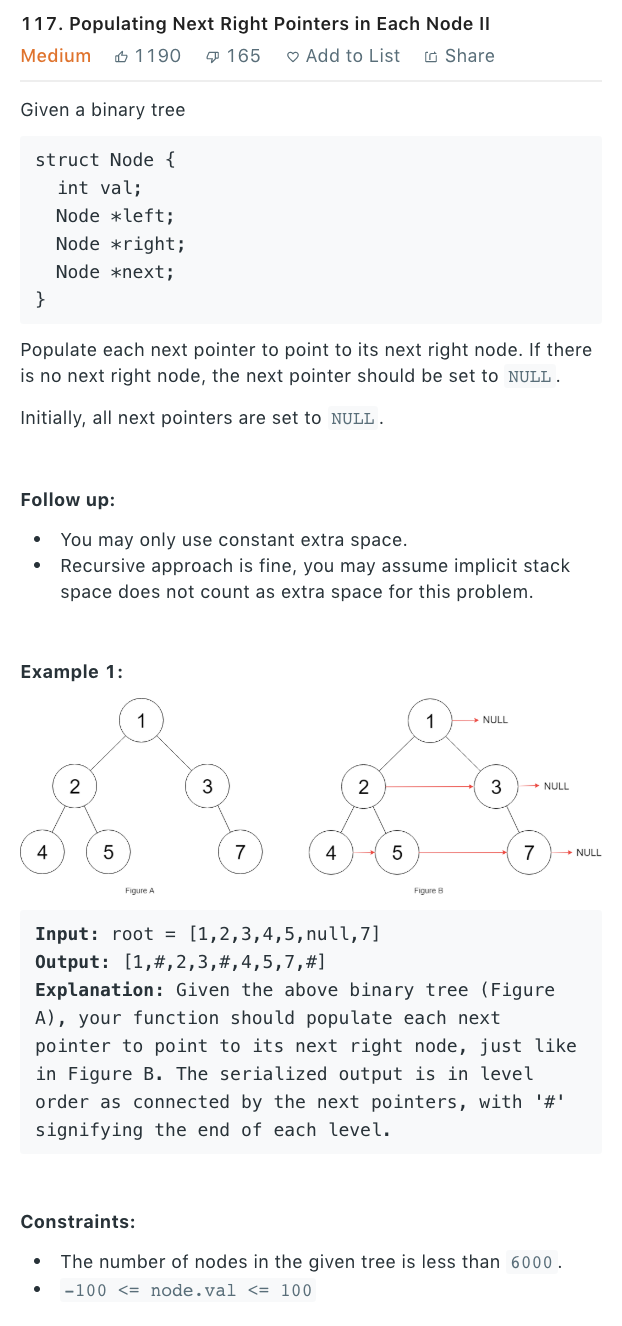 117. Populating Next Right Pointers in Each Node II
Medium 1190 165 Add to List Share
Given a binary tree
struct Node {
  int val;
  Node *left;
  Node *right;
  Node *next;
}
Populate each next pointer to point to its next right node. If there
is no next right node, the next pointer should be set to NULL.
Initially, all next pointers are set to NULL.
Follow up:
• You may only use constant extra space.
• Recursive approach is fine, you may assume implicit stack
space does not count as extra space for this problem.
Example 1:
1 1 NULL
2 3 2 3 NULL
4 5 7 4 5 7 NULL
Figure A Figure B
Input: root = [1,2,3,4,5,null,7]
Output: [1,#,2,3,#,4,5,7,#]
Explanation: Given the above binary tree (Figure
A), your function should populate each next
pointer to point to its next right node, just like
in Figure B. The serialized output is in level
order as connected by the next pointers, with '#'
signifying the end of each level.
Constraints:
• The number of nodes in the given tree is less than 6000.
• -100 <= node.val <= 100